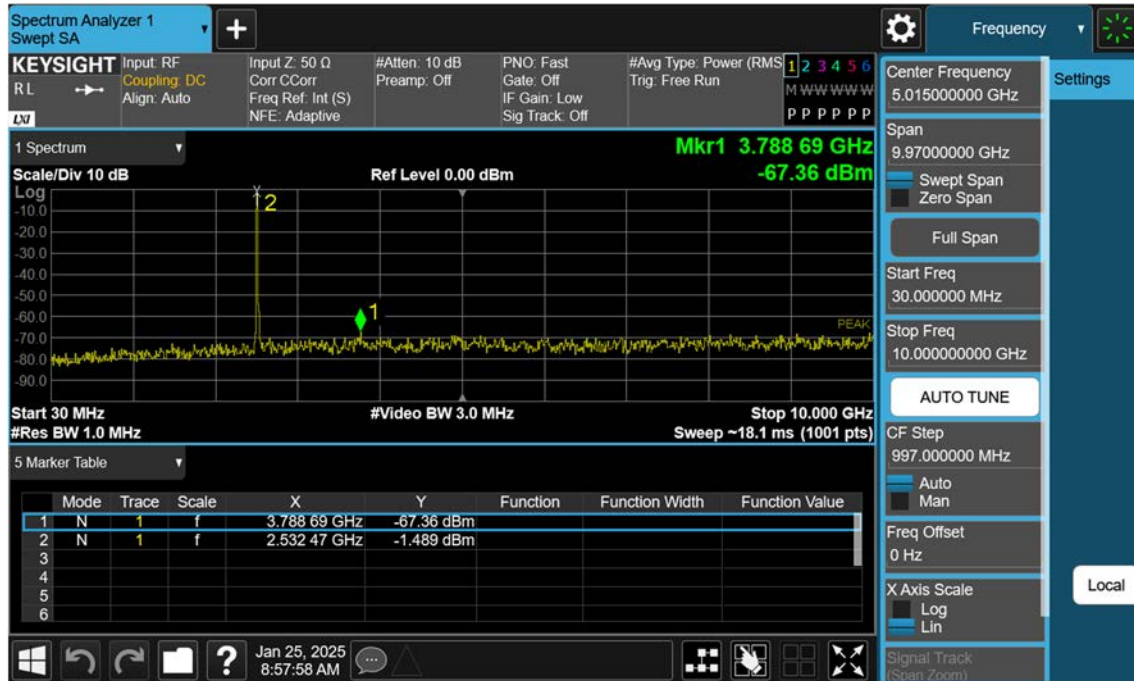 Spectrum Analyzer 1
Swept SA
Frequency
KEYSIGHT
RL
LXI
Input: RF
Coupling: DC
Align: Auto
Input Z: 50 Ω
Corr CCorr
Freq Ref: Int (S)
NFE: Adaptive
#Atten: 10 dB
Preamp: Off
PNO: Fast
Gate: Off
IF Gain: Low
Sig Track: Off
#Avg Type: Power (RMS
Trig: Free Run
1 2 3 4 5 6
M W W W W W
P P P P P P
1 Spectrum
Scale/Div 10 dB
Ref Level 0.00 dBm
Mkr1 3.788 69 GHz
-67.36 dBm
Log
-10.0
-20.0
-30.0
-40.0
-50.0
-60.0
-70.0
-80.0
-90.0
2
1
PEAK
Start 30 MHz
#Video BW 3.0 MHz
Stop 10.000 GHz
#Res BW 1.0 MHz
Sweep ~18.1 ms (1001 pts)
5 Marker Table
Mode Trace Scale X Y Function Function Width Function Value
1 N 1 f 3.788 69 GHz -67.36 dBm
2 N 1 f 2.532 47 GHz -1.489 dBm
3
4
5
6
?
Jan 25, 2025
8:57:58 AM
Center Frequency
5.015000000 GHz
Span
9.97000000 GHz
Swept Span
Zero Span
Full Span
Start Freq
30.000000 MHz
Stop Freq
10.000000000 GHz
AUTO TUNE
CF Step
997.000000 MHz
Auto
Man
Freq Offset
0 Hz
X Axis Scale
Log
Lin
Signal Track
(Span Zoom)
Settings
Local